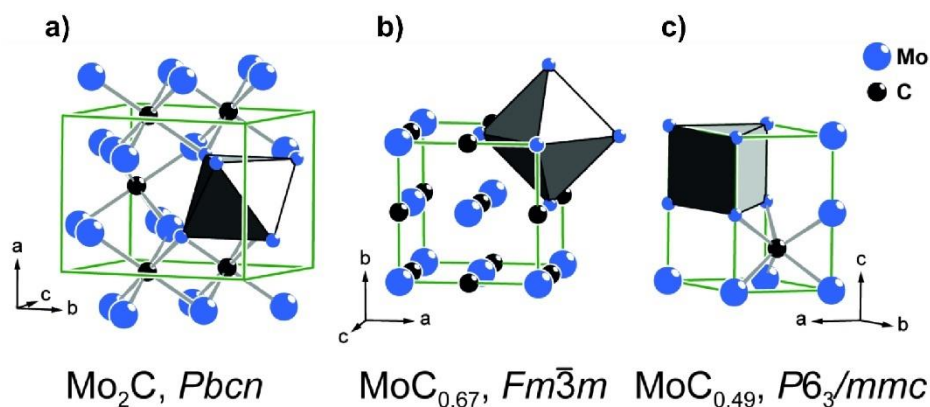 a)
b)
c)
Mo
C
a
c
b
b
a
c
c
a
b
Mo₂C, Pbcn
MoC₀.₆₇, Fm3̅m
MoC₀.₄₉, P6₃/mmc